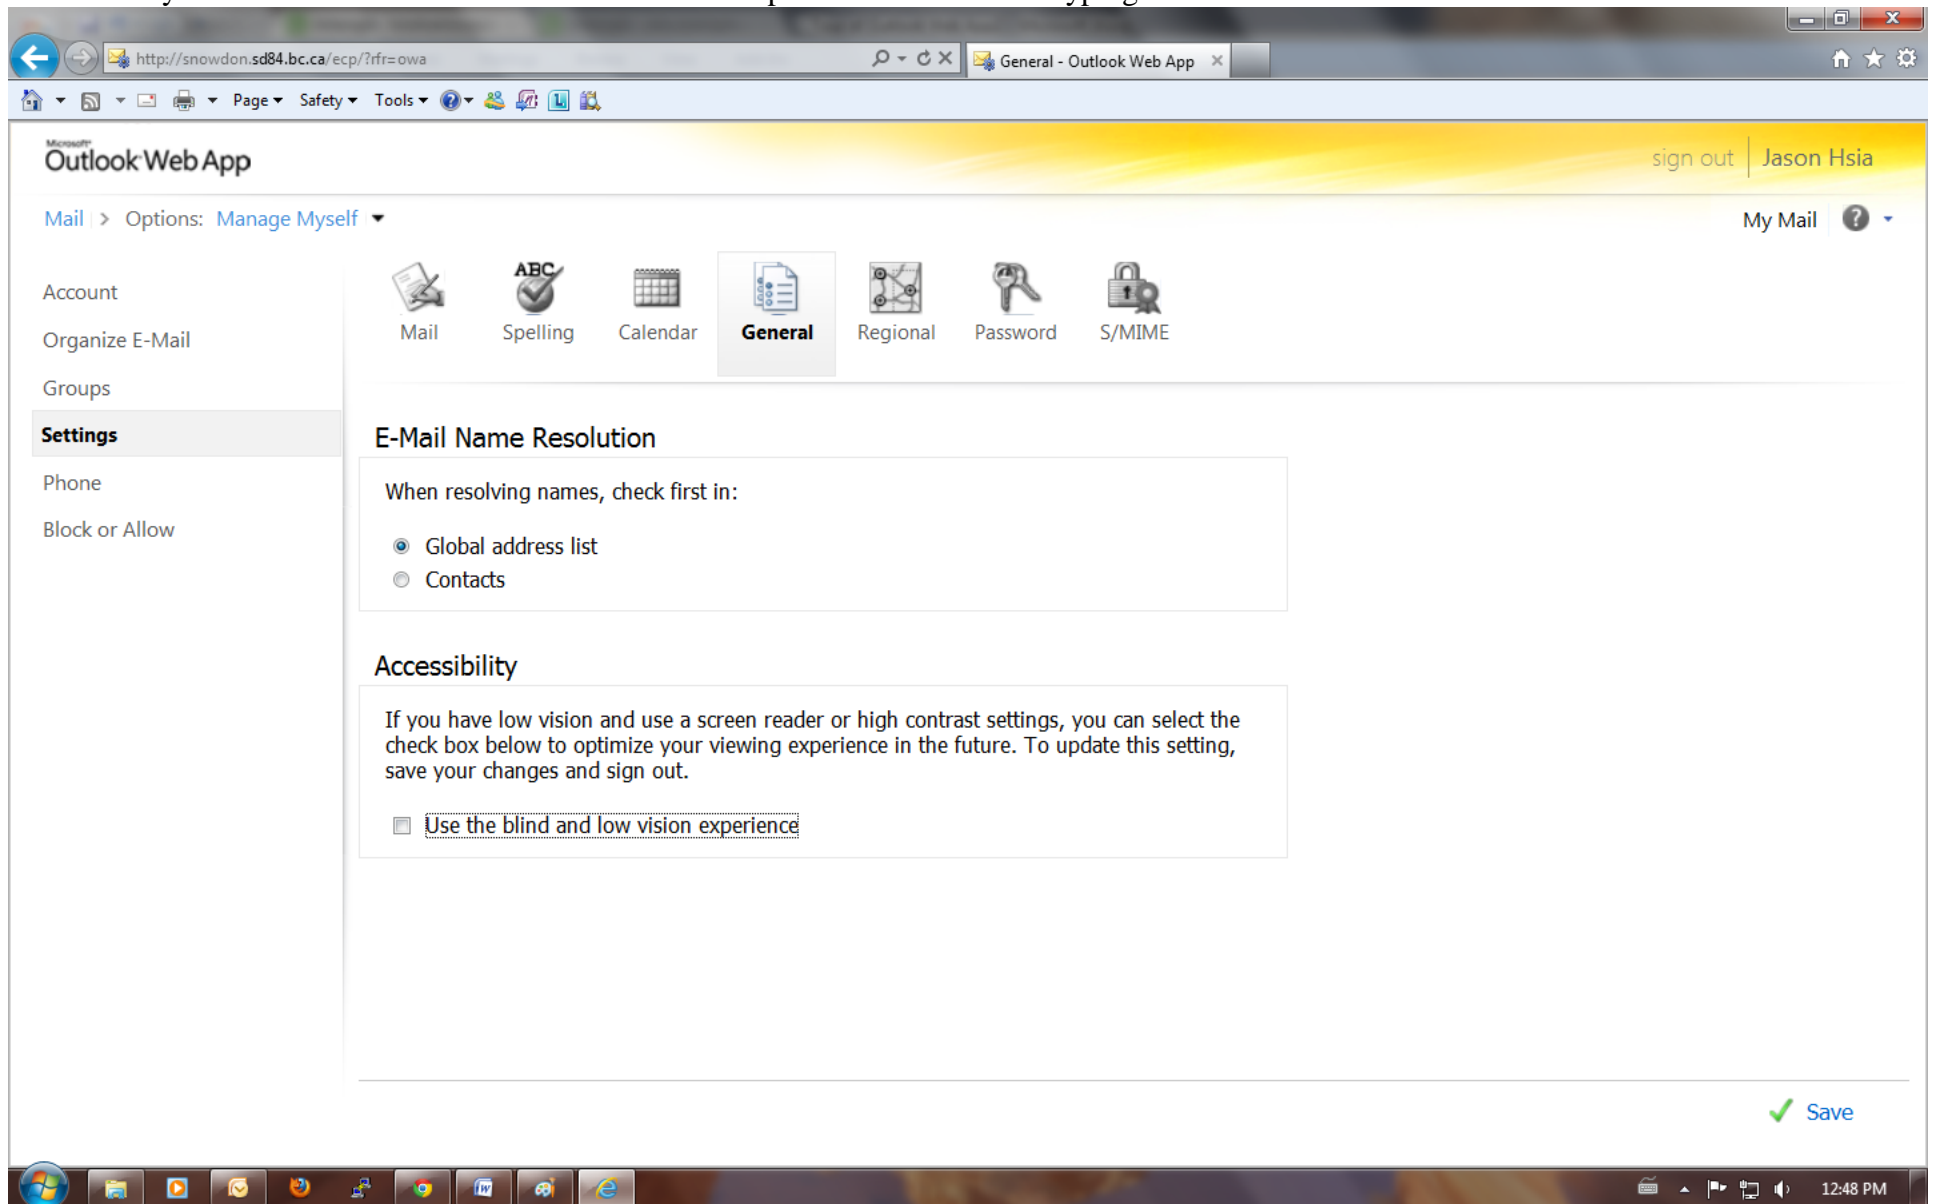 http://snowdon.sd84.bc.ca/ecp/?rfr=owa
General - Outlook Web App
Page Safety Tools
Microsoft
Outlook Web App
sign out Jason Hsia
Mail > Options: Manage Myself
My Mail
Account
Organize E-Mail
Groups
Settings
Phone
Block or Allow
ABC
Mail Spelling Calendar General Regional Password S/MIME
E-Mail Name Resolution
When resolving names, check first in:
Global address list
Contacts
Accessibility
If you have low vision and use a screen reader or high contrast settings, you can select the
check box below to optimize your viewing experience in the future. To update this setting,
save your changes and sign out.
Use the blind and low vision experience
Save
12:48 PM